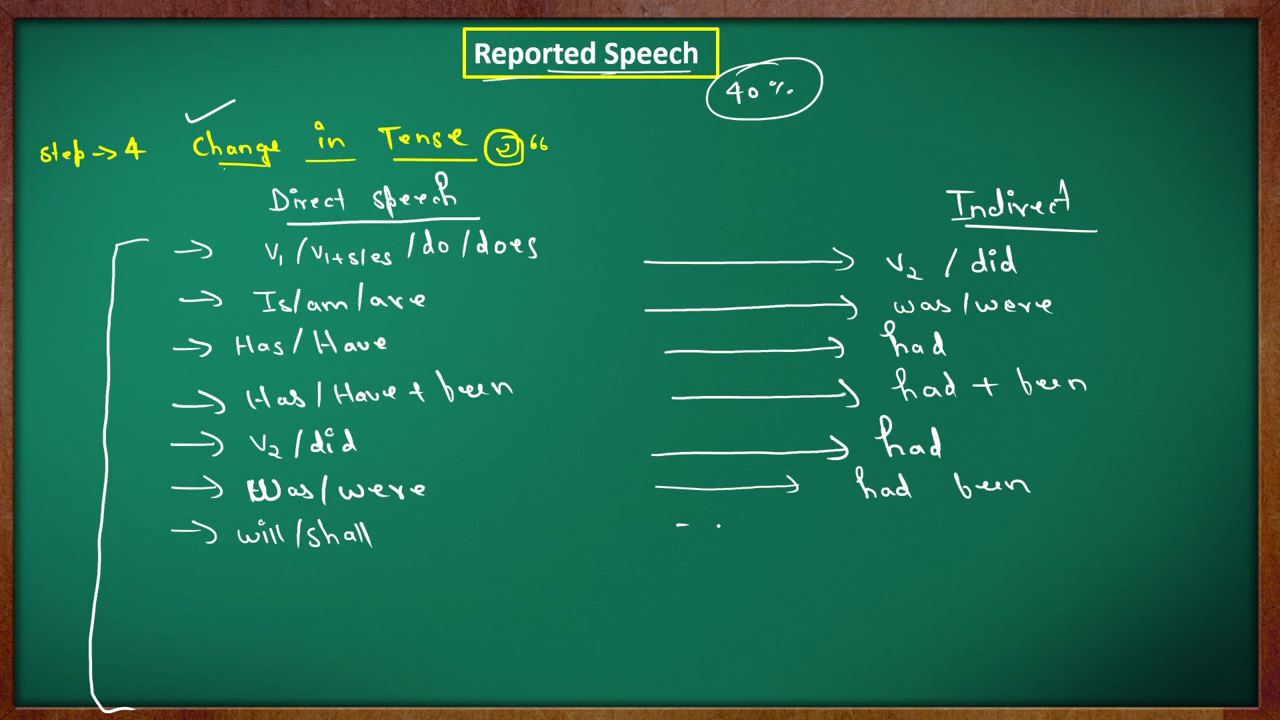 Reported Speech
40%
Step → 4 Change in Tense 2 66
Direct speech Indirect
→ V1 / V1+s/es / do / does → V2 / did
→ Is/am/are → was/were
→ Has / Have → had
→ Has / Have + been → had + been
→ V2 / did → had
→ Was/were → had been
→ will/shall